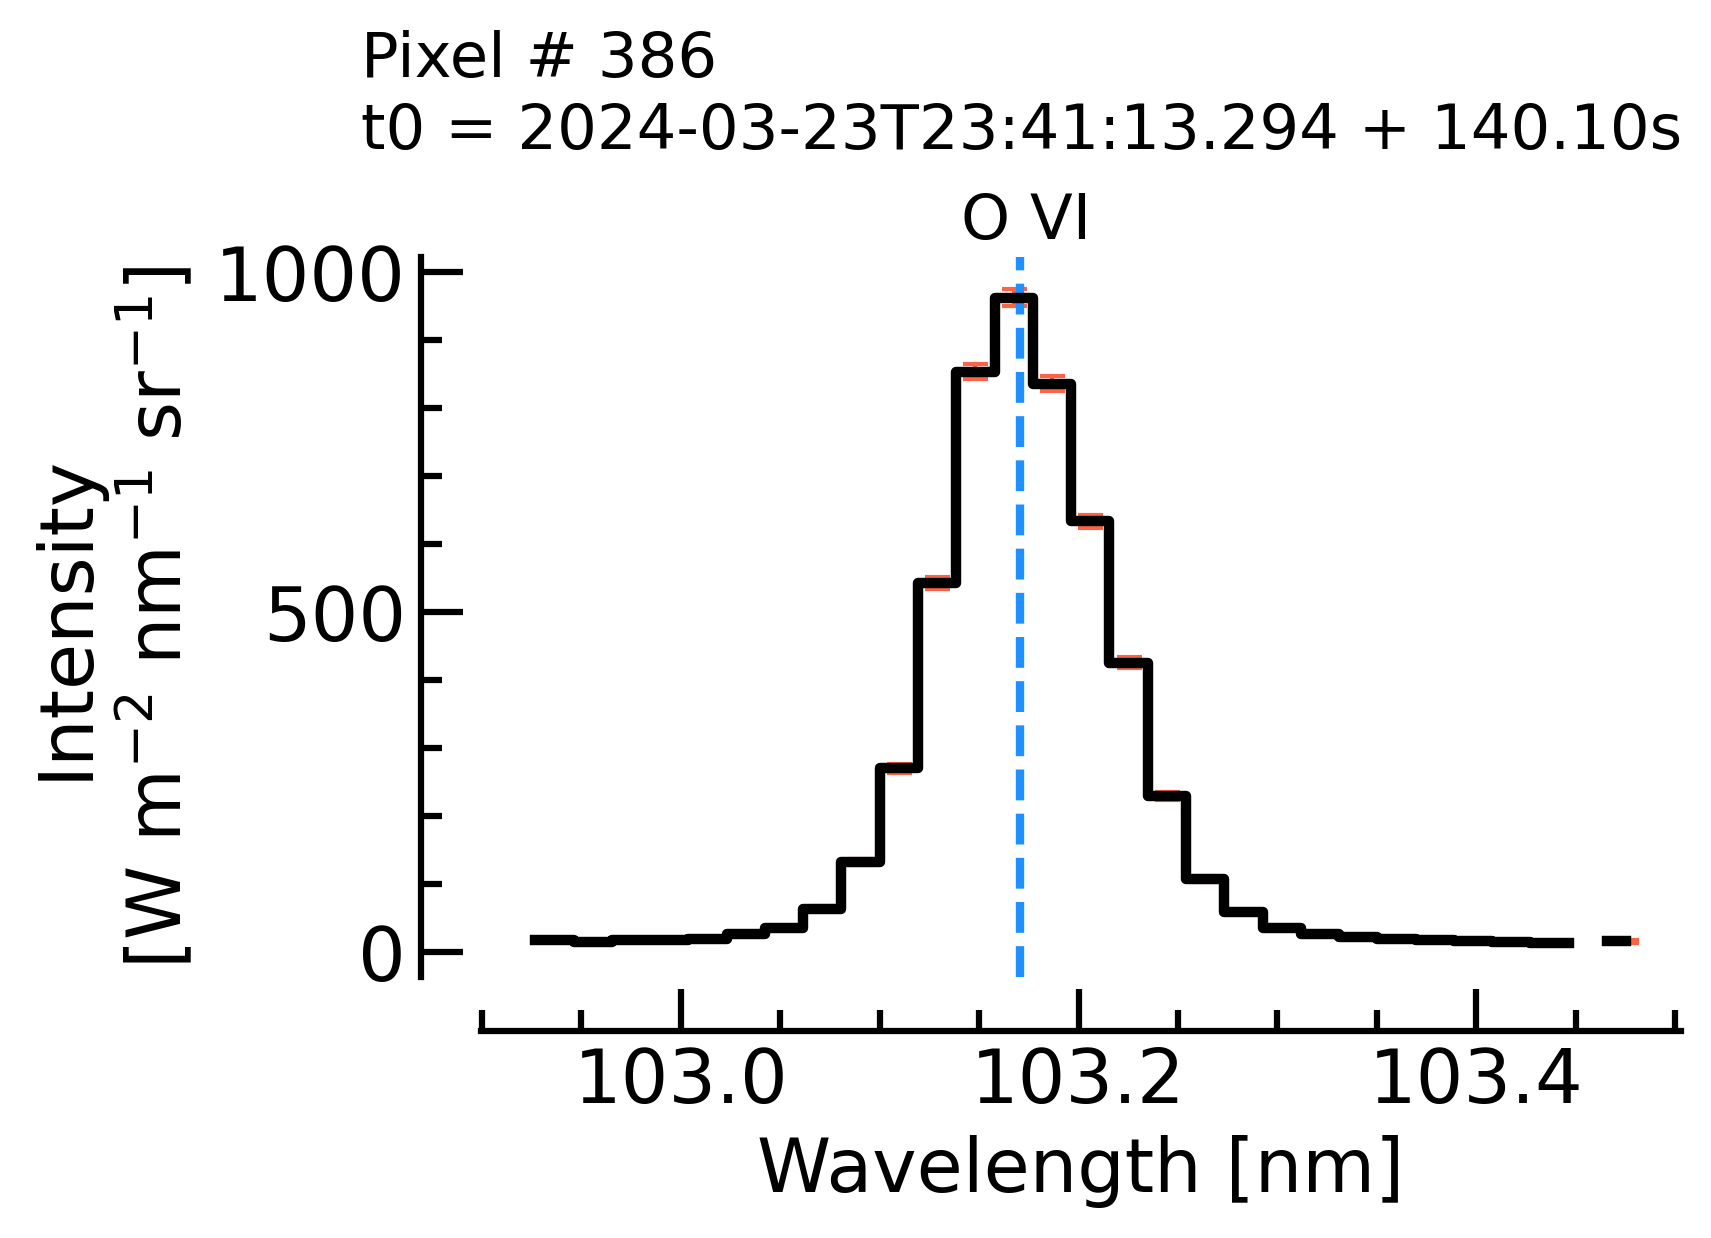 Pixel # 386
t0 = 2024-03-23T23:41:13.294 + 140.10s
O VI
1000
500
0
Intensity
[W m⁻² nm⁻¹ sr⁻¹]
103.0 103.2 103.4
Wavelength [nm]